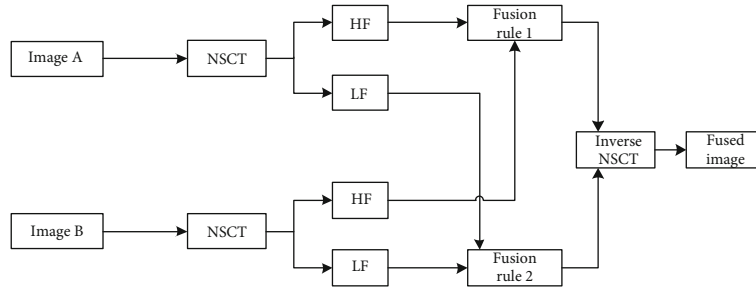 Image A
NSCT
HF
LF
Fusion
rule 1
Image B
NSCT
HF
LF
Fusion
rule 2
Inverse
NSCT
Fused
image